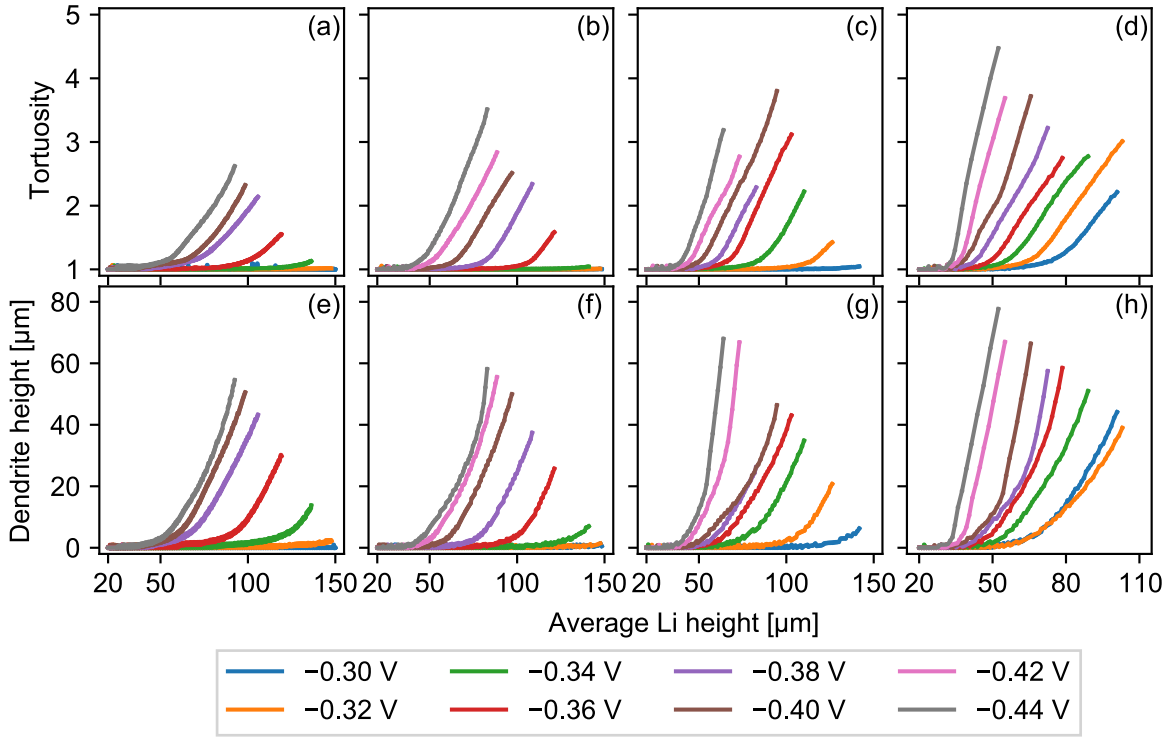 Tortuosity
5
4
3
2
1
(a)
(b)
(c)
(d)
Dendrite height [µm]
80
60
40
20
0
(e)
(f)
(g)
(h)
20 50 100 150
20 50 100 150
20 50 100 150
20 50 80 110
Average Li height [µm]
−0.30 V −0.34 V −0.38 V −0.42 V
−0.32 V −0.36 V −0.40 V −0.44 V